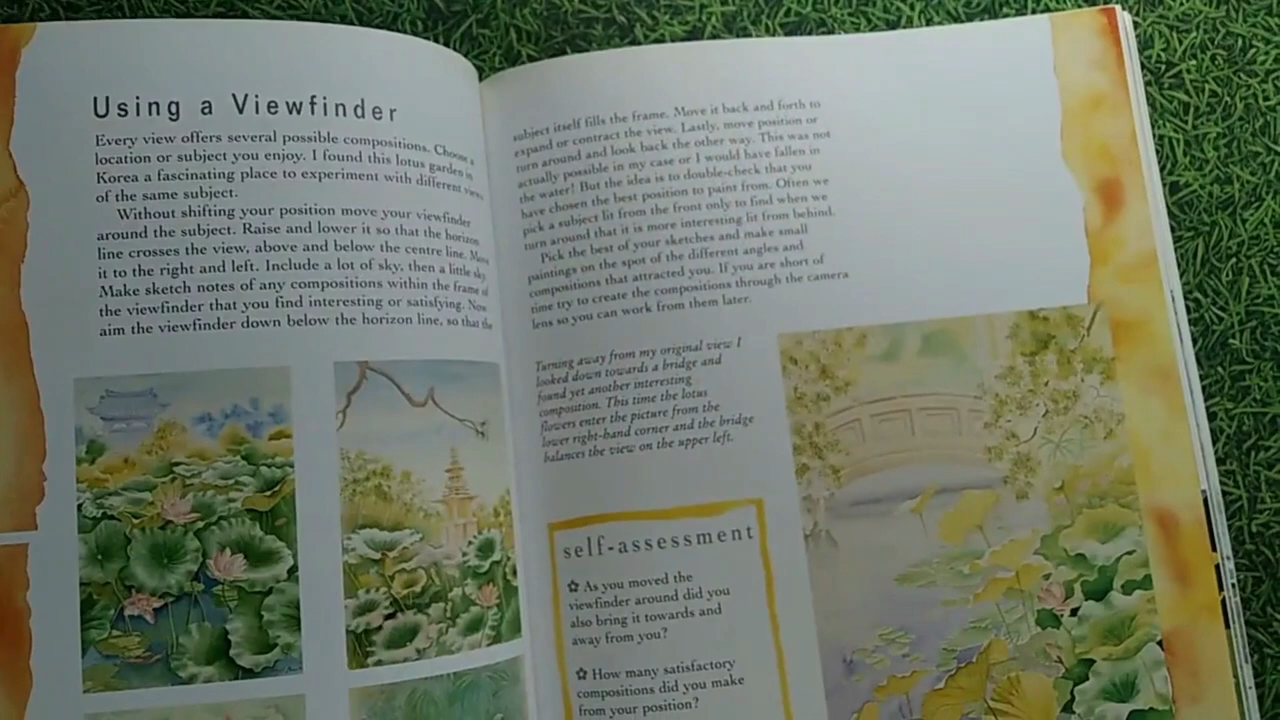 Using a Viewfinder
Every view offers several possible compositions. Choose a
location or subject you enjoy. I found this lotus garden in
Korea a fascinating place to experiment with different views
of the same subject.
Without shifting your position move your viewfinder
around the subject. Raise and lower it so that the horizon
line crosses the view, above and below the centre line. Move
it to the right and left. Include a lot of sky, then a little sky.
Make sketch notes of any compositions within the frame of
the viewfinder that you find interesting or satisfying. Now
aim the viewfinder down below the horizon line, so that the
subject itself fills the frame. Move it back and forth to
expand or contract the view. Lastly, move position or
turn around and look back the other way. This was not
actually possible in my case or I would have fallen in
the water! But the idea is to double-check that you
have chosen the best position to paint from. Often we
pick a subject lit from the front only to find when we
turn around that it is more interesting lit from behind.
Pick the best of your sketches and make small
paintings on the spot of the different angles and
compositions that attracted you. If you are short of
time try to create the compositions through the camera
lens so you can work from them later.
Turning away from my original view I
looked down towards a bridge and
found yet another interesting
composition. This time the lotus
flowers enter the picture from the
lower right-hand corner and the bridge
balances the view on the upper left.
self-assessment
✿ As you moved the
viewfinder around did you
also bring it towards and
away from you?
✿ How many satisfactory
compositions did you make
from your position?